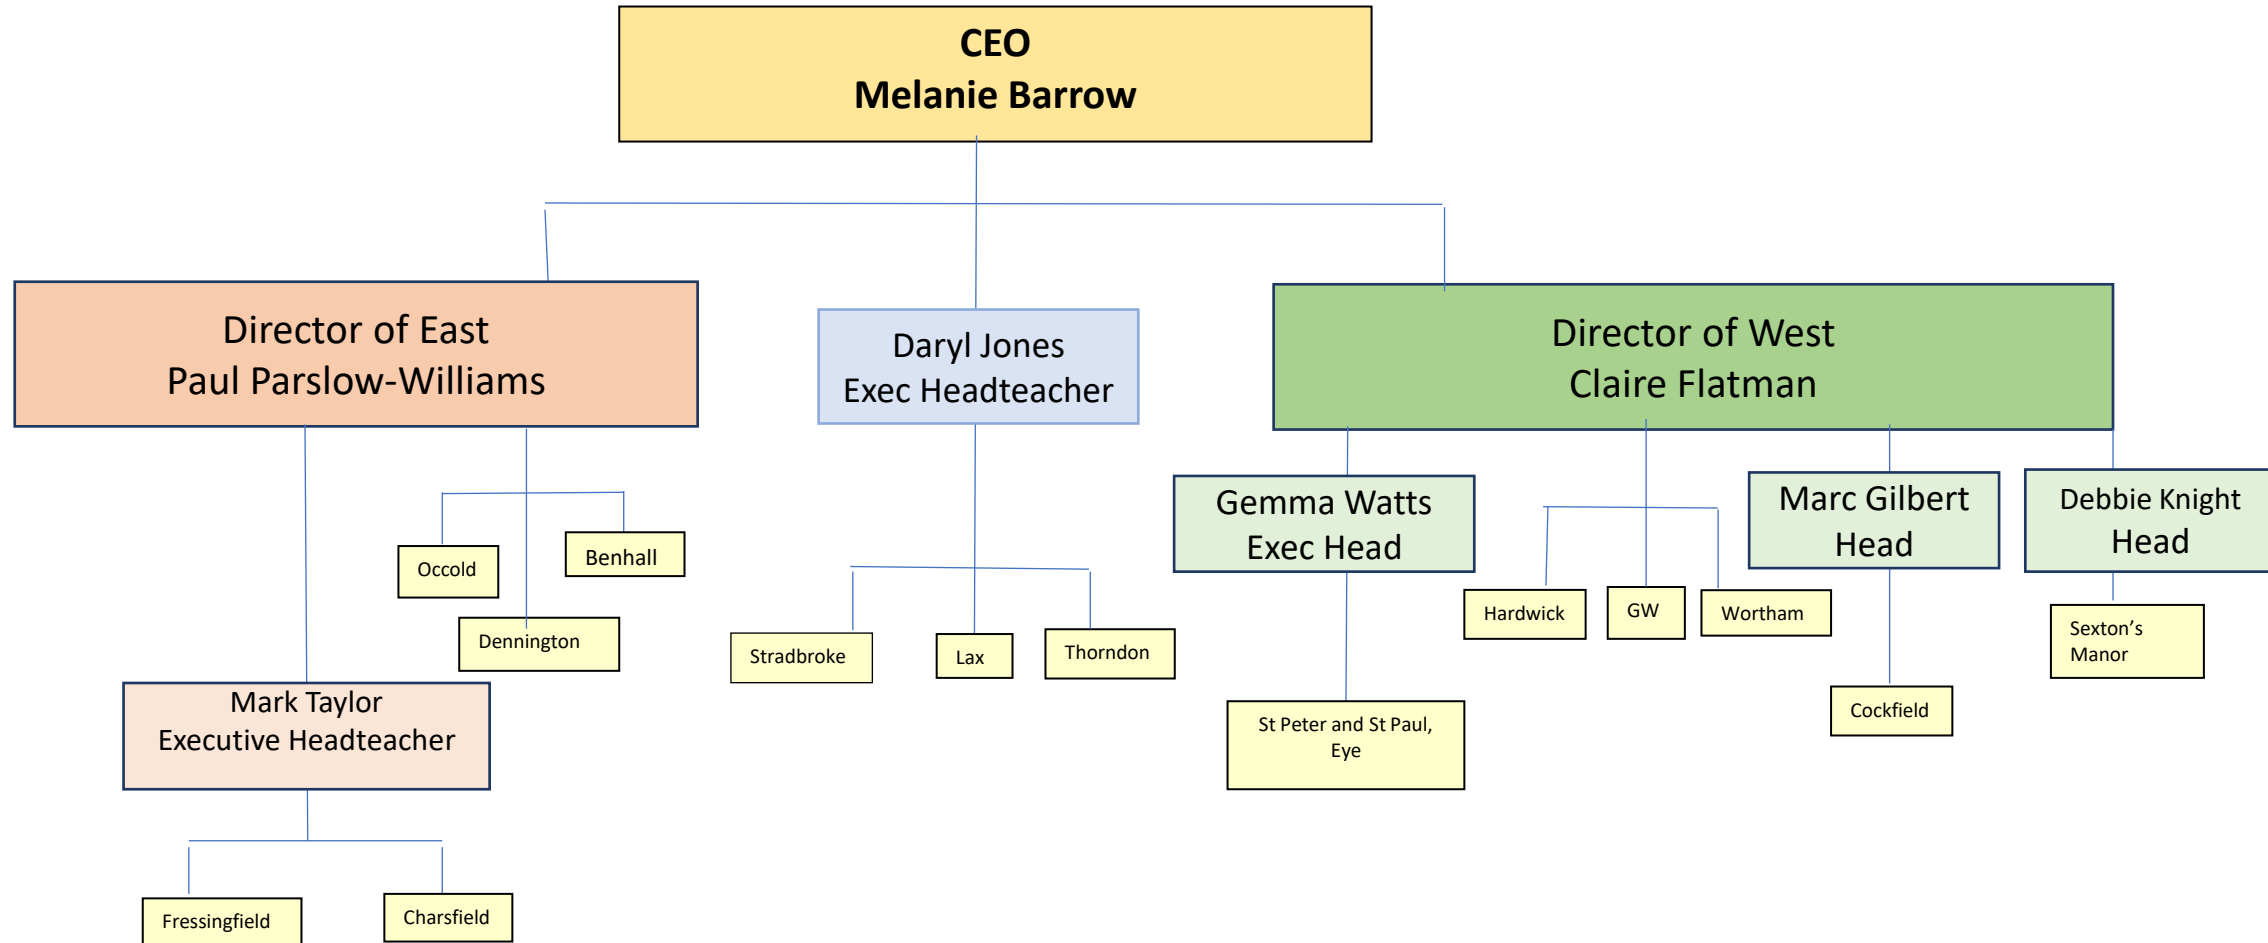 CEO
Melanie Barrow
Director of East
Paul Parslow-Williams
Daryl Jones
Exec Headteacher
Director of West
Claire Flatman
Gemma Watts
Exec Head
Marc Gilbert
Head
Debbie Knight
Head
Occold
Benhall
Dennington
Stradbroke
Lax
Thorndon
Hardwick
GW
Wortham
Sexton's
Manor
Mark Taylor
Executive Headteacher
St Peter and St Paul,
Eye
Cockfield
Fressingfield
Charsfield